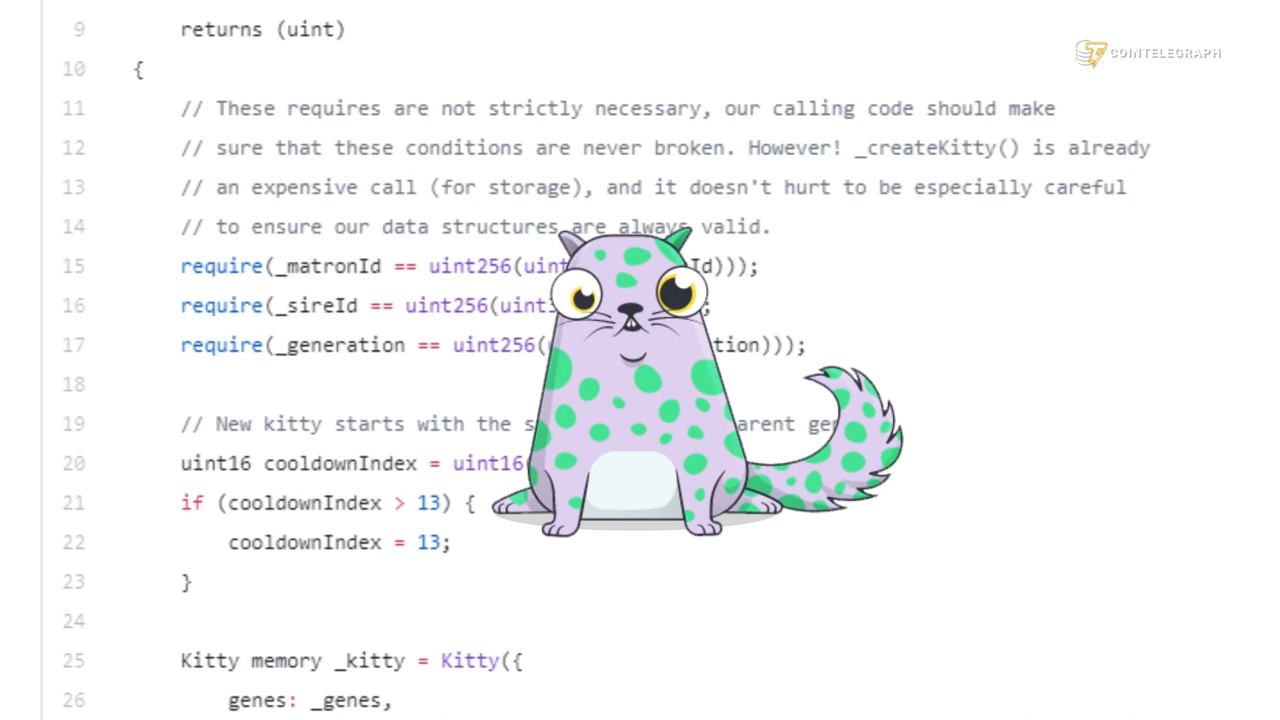 COINTELEGRAPH
9 returns (uint)
10 {
11 // These requires are not strictly necessary, our calling code should make
12 // sure that these conditions are never broken. However! _createKitty() is already
13 // an expensive call (for storage), and it doesn't hurt to be especially careful
14 // to ensure our data structures are always valid.
15 require(_matronId == uint256(uint Id)));
16 require(_sireId == uint256(uint ;
17 require(_generation == uint256( tion)));
18
19 // New kitty starts with the s arent ge
20 uint16 cooldownIndex = uint16
21 if (cooldownIndex > 13) {
22 cooldownIndex = 13;
23 }
24
25 Kitty memory _kitty = Kitty({
26 genes: _genes,